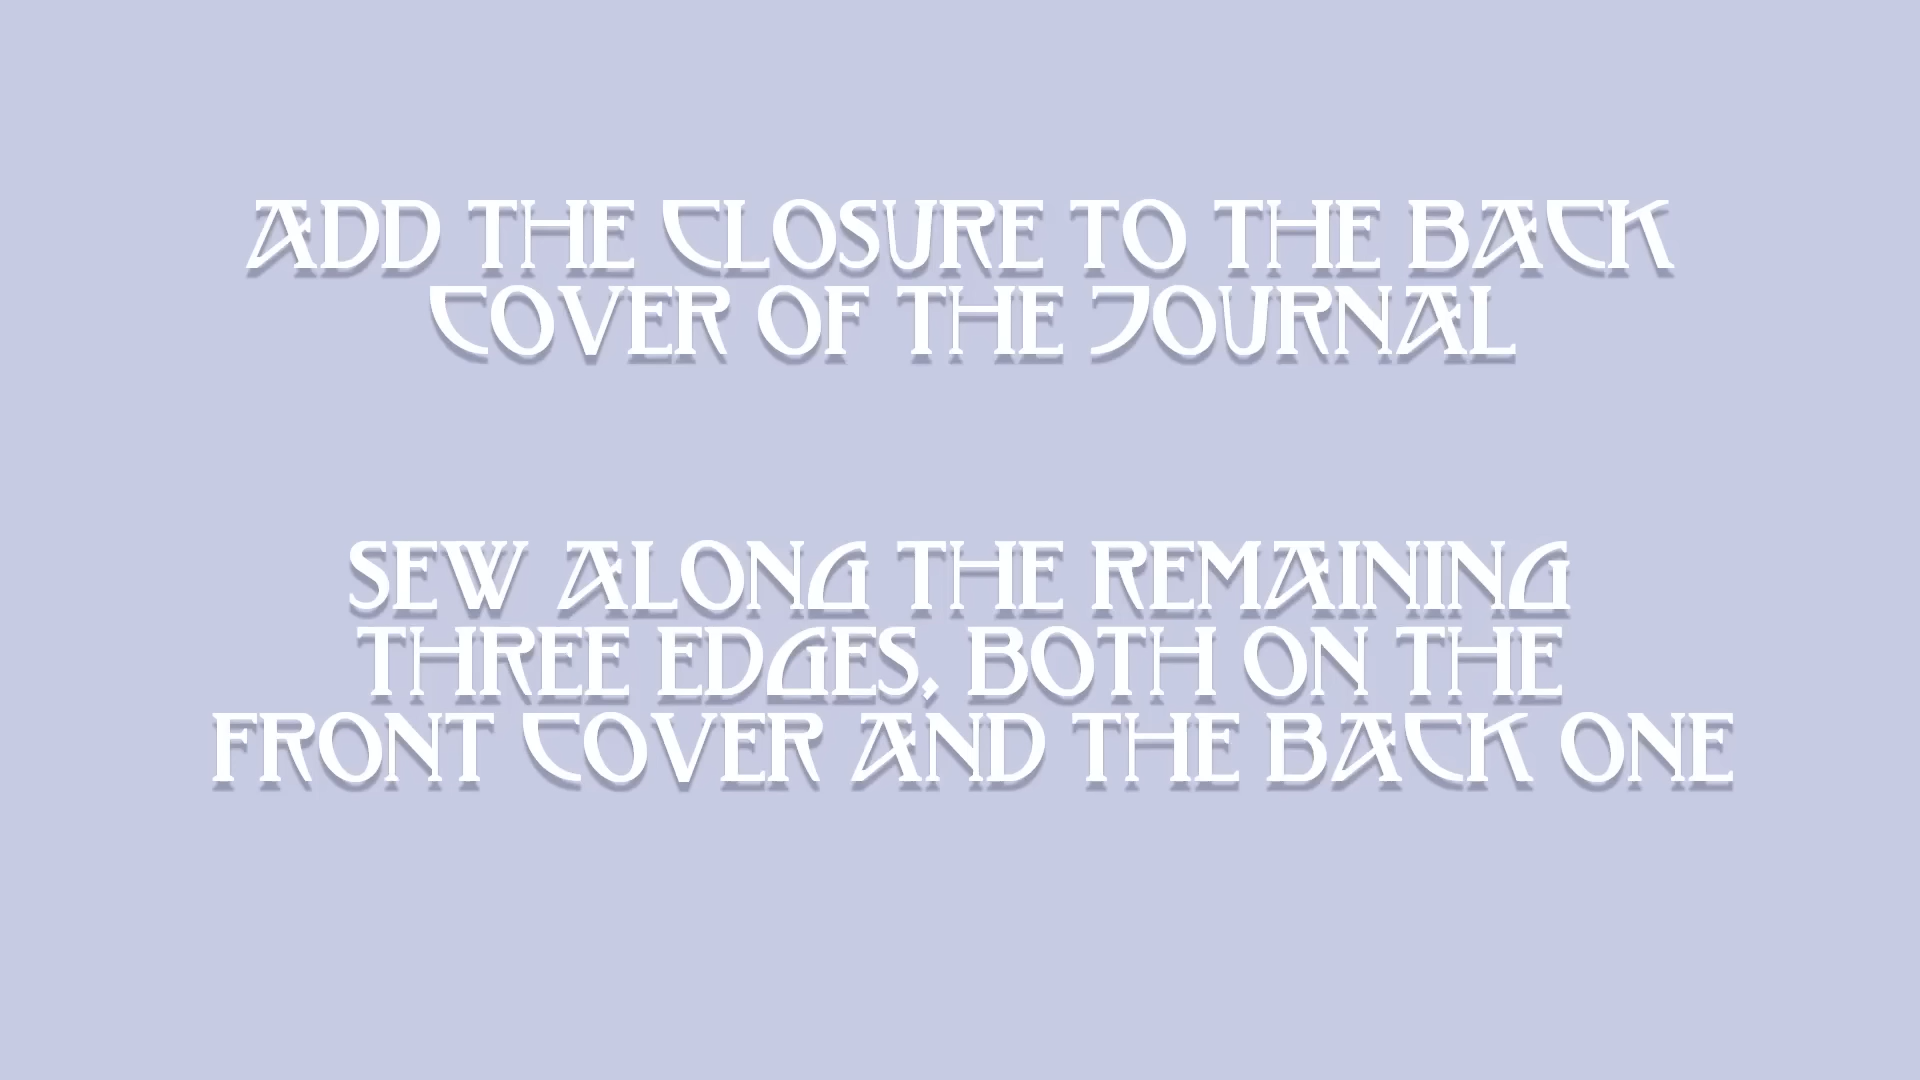 ADD THE CLOSURE TO THE BACK
COVER OF THE JOURNAL
SEW ALONG THE REMAINING
THREE EDGES, BOTH ON THE
FRONT COVER AND THE BACK ONE